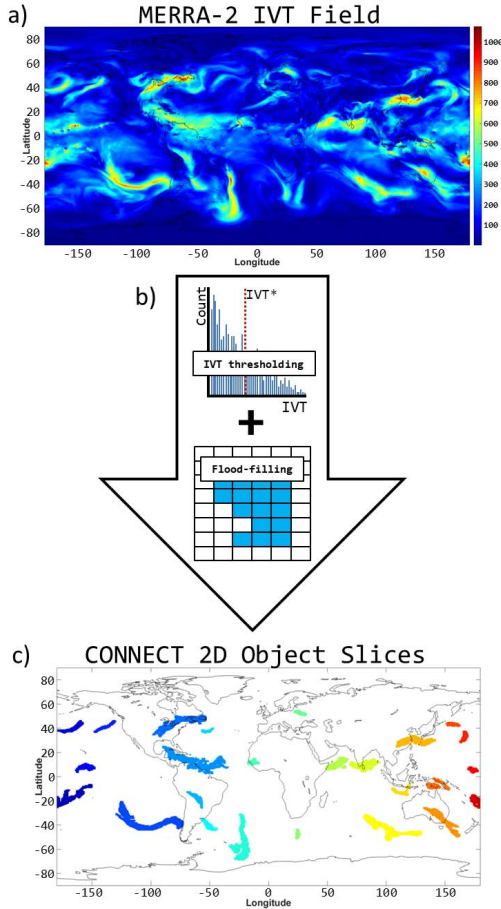 a)
MERRA-2 IVT Field
80
60
40
20
0
-20
-40
-60
-80
Latitude
-150 -100 -50 0 50 100 150
Longitude
1000
900
800
700
600
500
400
300
200
100
b)
Count
IVT*
IVT thresholding
IVT
+
Flood-filling
c)
CONNECT 2D Object Slices
80
60
40
20
0
-20
-40
-60
-80
Latitude
-150 -100 -50 0 50 100 150
Longitude